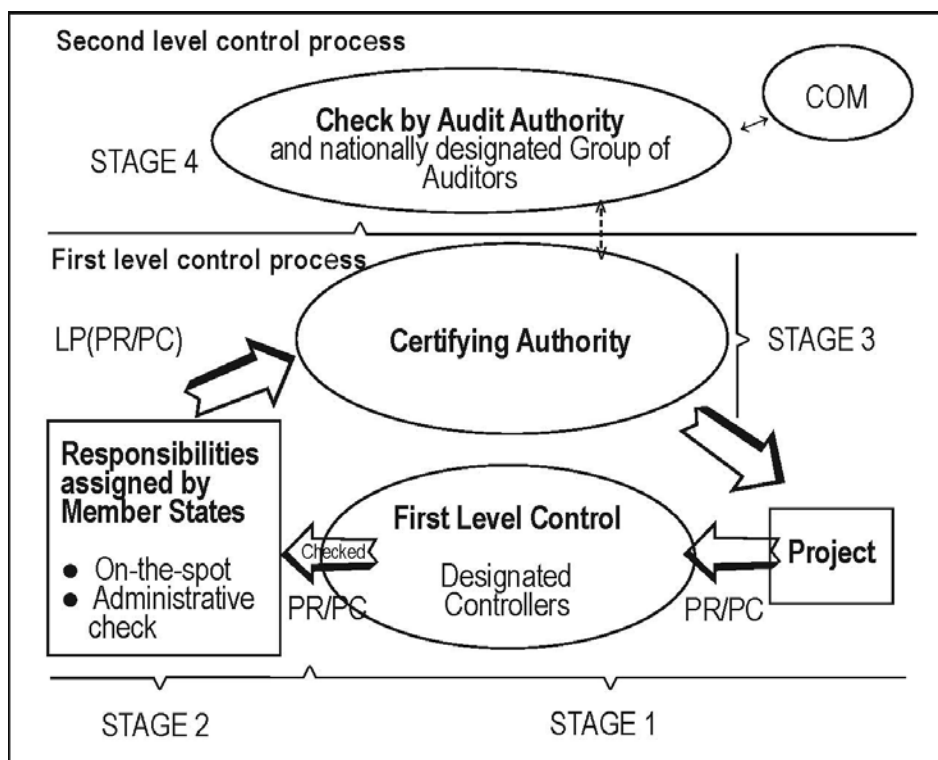 Second level control process
COM
Check by Audit Authority
and nationally designated Group of
Auditors
STAGE 4
First level control process
LP(PR/PC)
Certifying Authority
STAGE 3
Responsibilities
assigned by
Member States
● On-the-spot
● Administrative
check
Checked
PR/PC
First Level Control
Designated
Controllers
PR/PC
Project
STAGE 2
STAGE 1